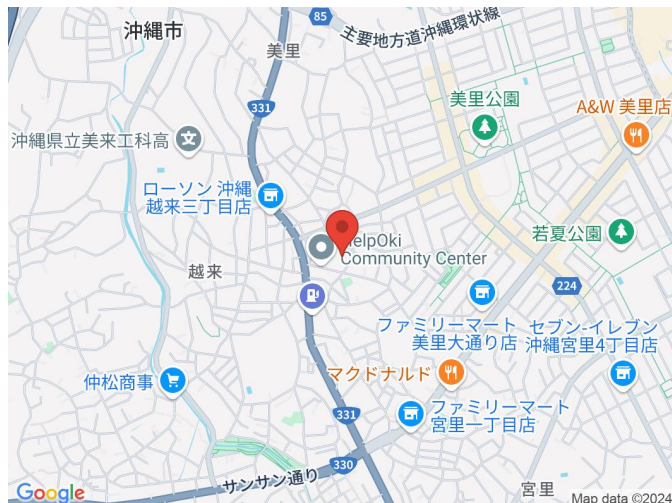 85
主要地方道沖縄環状線
沖縄市
美里
331
美里公園
A&W 美里店
沖縄県立美来工科高
文
ローソン 沖縄
越来三丁目店
若夏公園
HelpOki
Community Center
越来
224
ファミリーマート
美里大通り店
セブン-イレブン
沖縄宮里4丁目店
マクドナルド
仲松商事
ファミリーマート
宮里一丁目店
331
330
サンサン通り
宮里
Google
Map data ©2024